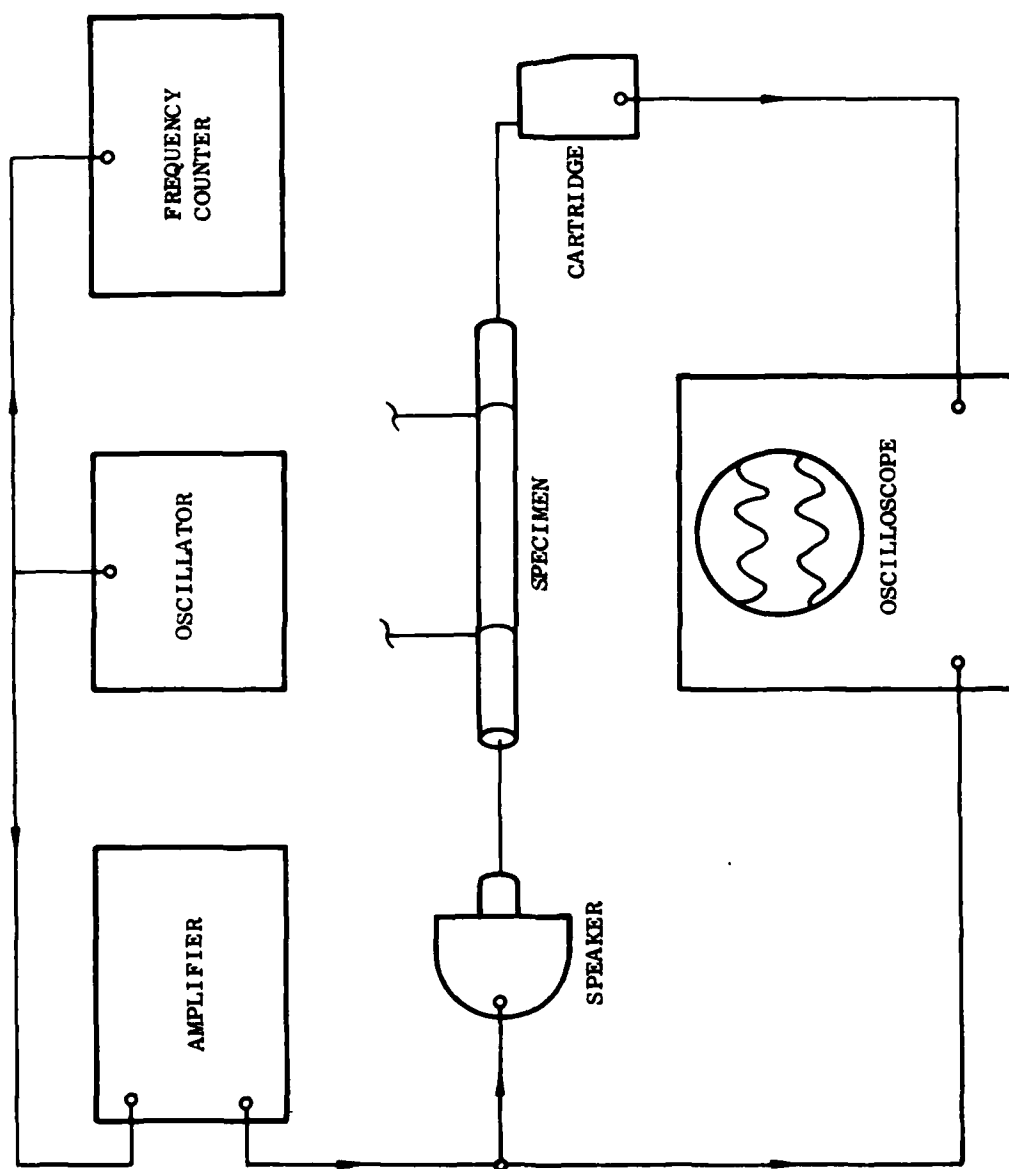 FREQUENCY
COUNTER
OSCILLATOR
AMPLIFIER
CARTRIDGE
SPECIMEN
SPEAKER
OSCILLOSCOPE